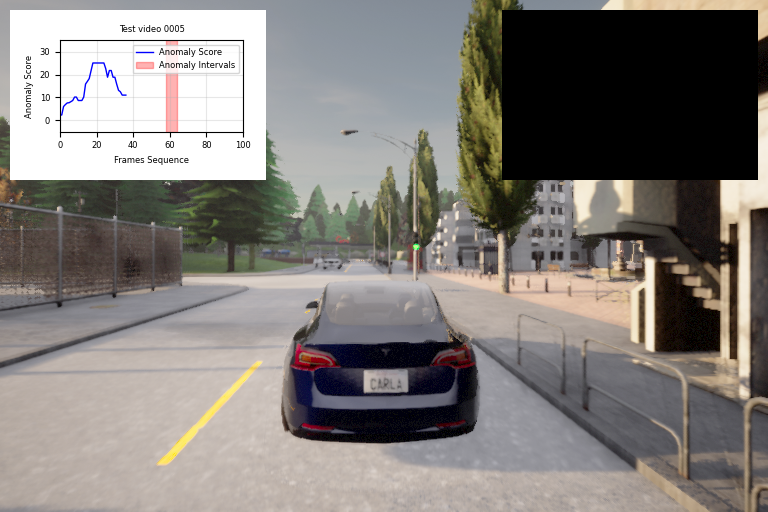 Test video 0005
Anomaly Score
Anomaly Intervals
30
20
10
0
Anomaly Score
0 20 40 60 80 100
Frames Sequence
CARLA